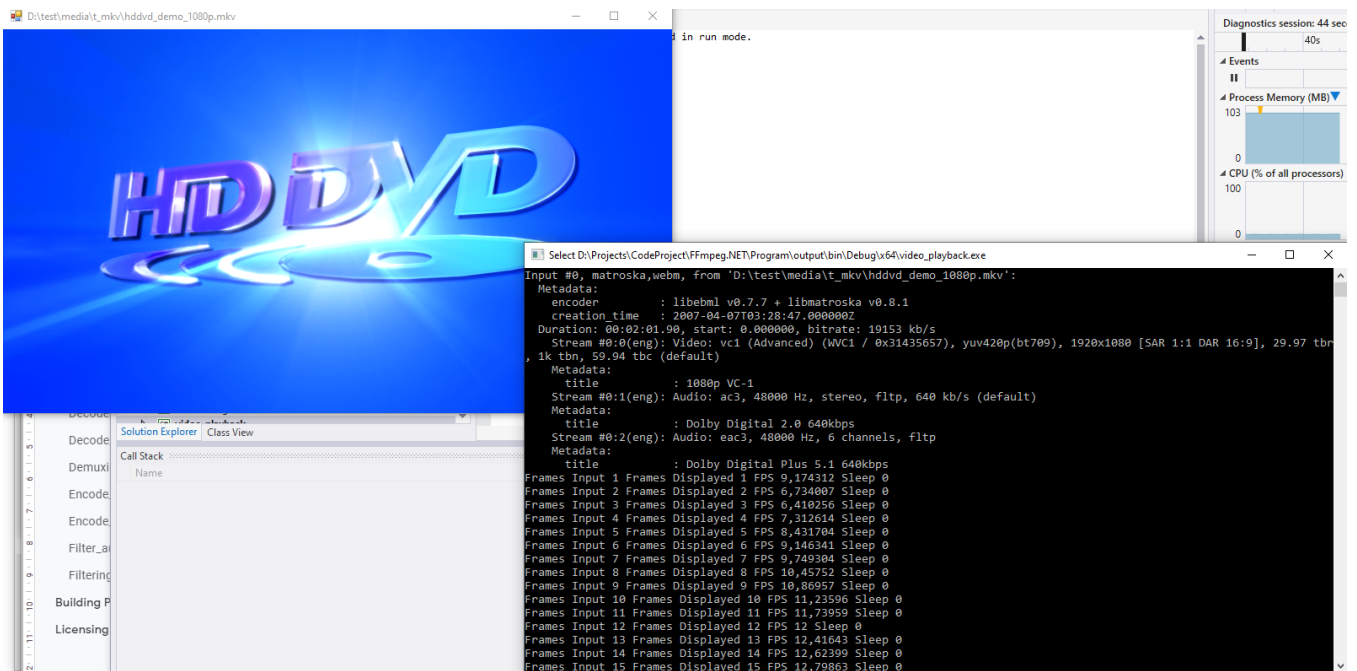 D:\test\media\t_mkv\hddvd_demo_1080p.mkv
HD DVD
in run mode.
Diagnostics session: 44 sec
40s
Events
Process Memory (MB)
103
0
CPU (% of all processors)
100
0
Select D:\Projects\CodeProject\FFmpeg.NET\Program\output\bin\Debug\x64\video_playback.exe
Input #0, matroska,webm, from 'D:\test\media\t_mkv\hddvd_demo_1080p.mkv':
Metadata:
encoder : libebml v0.7.7 + libmatroska v0.8.1
creation_time : 2007-04-07T03:28:47.000000Z
Duration: 00:02:01.90, start: 0.000000, bitrate: 19153 kb/s
Stream #0:0(eng): Video: vc1 (Advanced) (WVC1 / 0x31435657), yuv420p(bt709), 1920x1080 [SAR 1:1 DAR 16:9], 29.97 tbr
, 1k tbn, 59.94 tbc (default)
Metadata:
title : 1080p VC-1
Stream #0:1(eng): Audio: ac3, 48000 Hz, stereo, fltp, 640 kb/s (default)
Metadata:
title : Dolby Digital 2.0 640kbps
Stream #0:2(eng): Audio: eac3, 48000 Hz, 6 channels, fltp
Metadata:
title : Dolby Digital Plus 5.1 640kbps
Frames Input 1 Frames Displayed 1 FPS 9,174312 Sleep 0
Frames Input 2 Frames Displayed 2 FPS 6,734007 Sleep 0
Frames Input 3 Frames Displayed 3 FPS 6,410256 Sleep 0
Frames Input 4 Frames Displayed 4 FPS 7,312614 Sleep 0
Frames Input 5 Frames Displayed 5 FPS 8,431704 Sleep 0
Frames Input 6 Frames Displayed 6 FPS 9,146341 Sleep 0
Frames Input 7 Frames Displayed 7 FPS 9,749304 Sleep 0
Frames Input 8 Frames Displayed 8 FPS 10,45752 Sleep 0
Frames Input 9 Frames Displayed 9 FPS 10,86957 Sleep 0
Frames Input 10 Frames Displayed 10 FPS 11,23596 Sleep 0
Frames Input 11 Frames Displayed 11 FPS 11,73959 Sleep 0
Frames Input 12 Frames Displayed 12 FPS 12 Sleep 0
Frames Input 13 Frames Displayed 13 FPS 12,41643 Sleep 0
Frames Input 14 Frames Displayed 14 FPS 12,62399 Sleep 0
Frames Input 15 Frames Displayed 15 FPS 12,79863 Sleep 0
Decode
Decode
Demuxi
Encode
Encode
Filter_a
Filtering
Building P
Licensing
video_playback
Solution Explorer
Class View
Call Stack
Name